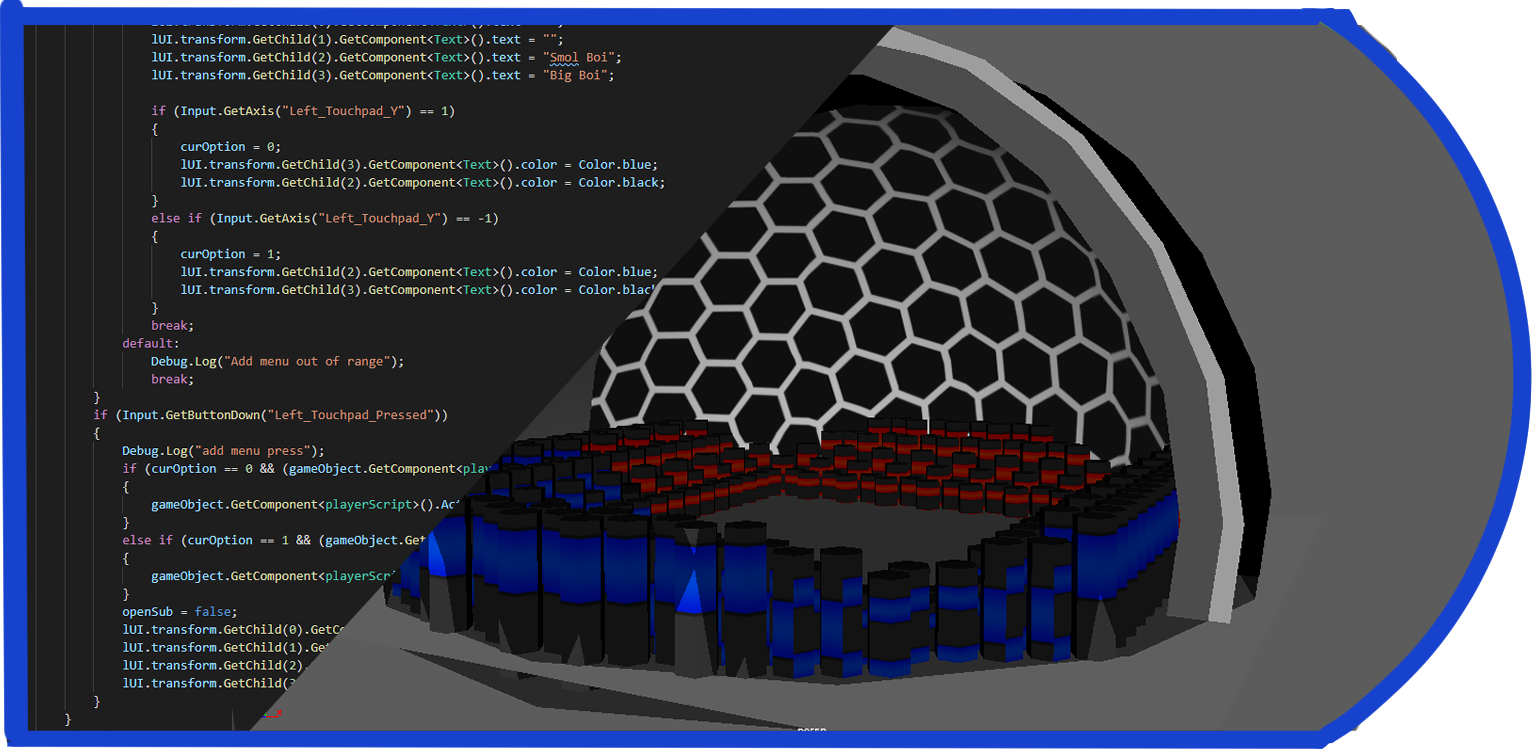 lUI.transform.GetChild(1).GetComponent<Text>().text = "";
lUI.transform.GetChild(2).GetComponent<Text>().text = "Smol Boi";
lUI.transform.GetChild(3).GetComponent<Text>().text = "Big Boi";
if (Input.GetAxis("Left_Touchpad_Y") == 1)
{
curOption = 0;
lUI.transform.GetChild(3).GetComponent<Text>().color = Color.blue;
lUI.transform.GetChild(2).GetComponent<Text>().color = Color.black;
}
else if (Input.GetAxis("Left_Touchpad_Y") == -1)
{
curOption = 1;
lUI.transform.GetChild(2).GetComponent<Text>().color = Color.blue;
lUI.transform.GetChild(3).GetComponent<Text>().color = Color.blac
}
break;
default:
Debug.Log("Add menu out of range");
break;
}
if (Input.GetButtonDown("Left_Touchpad_Pressed"))
{
Debug.Log("add menu press");
if (curOption == 0 && (gameObject.GetComponent<pla
{
gameObject.GetComponent<playerScript>().Ac
}
else if (curOption == 1 && (gameObject.Get
{
gameObject.GetComponent<playerScr
}
openSub = false;
lUI.transform.GetChild(0).GetC
lUI.transform.GetChild(1).Ge
lUI.transform.GetChild(2).
lUI.transform.GetChild(
}
}